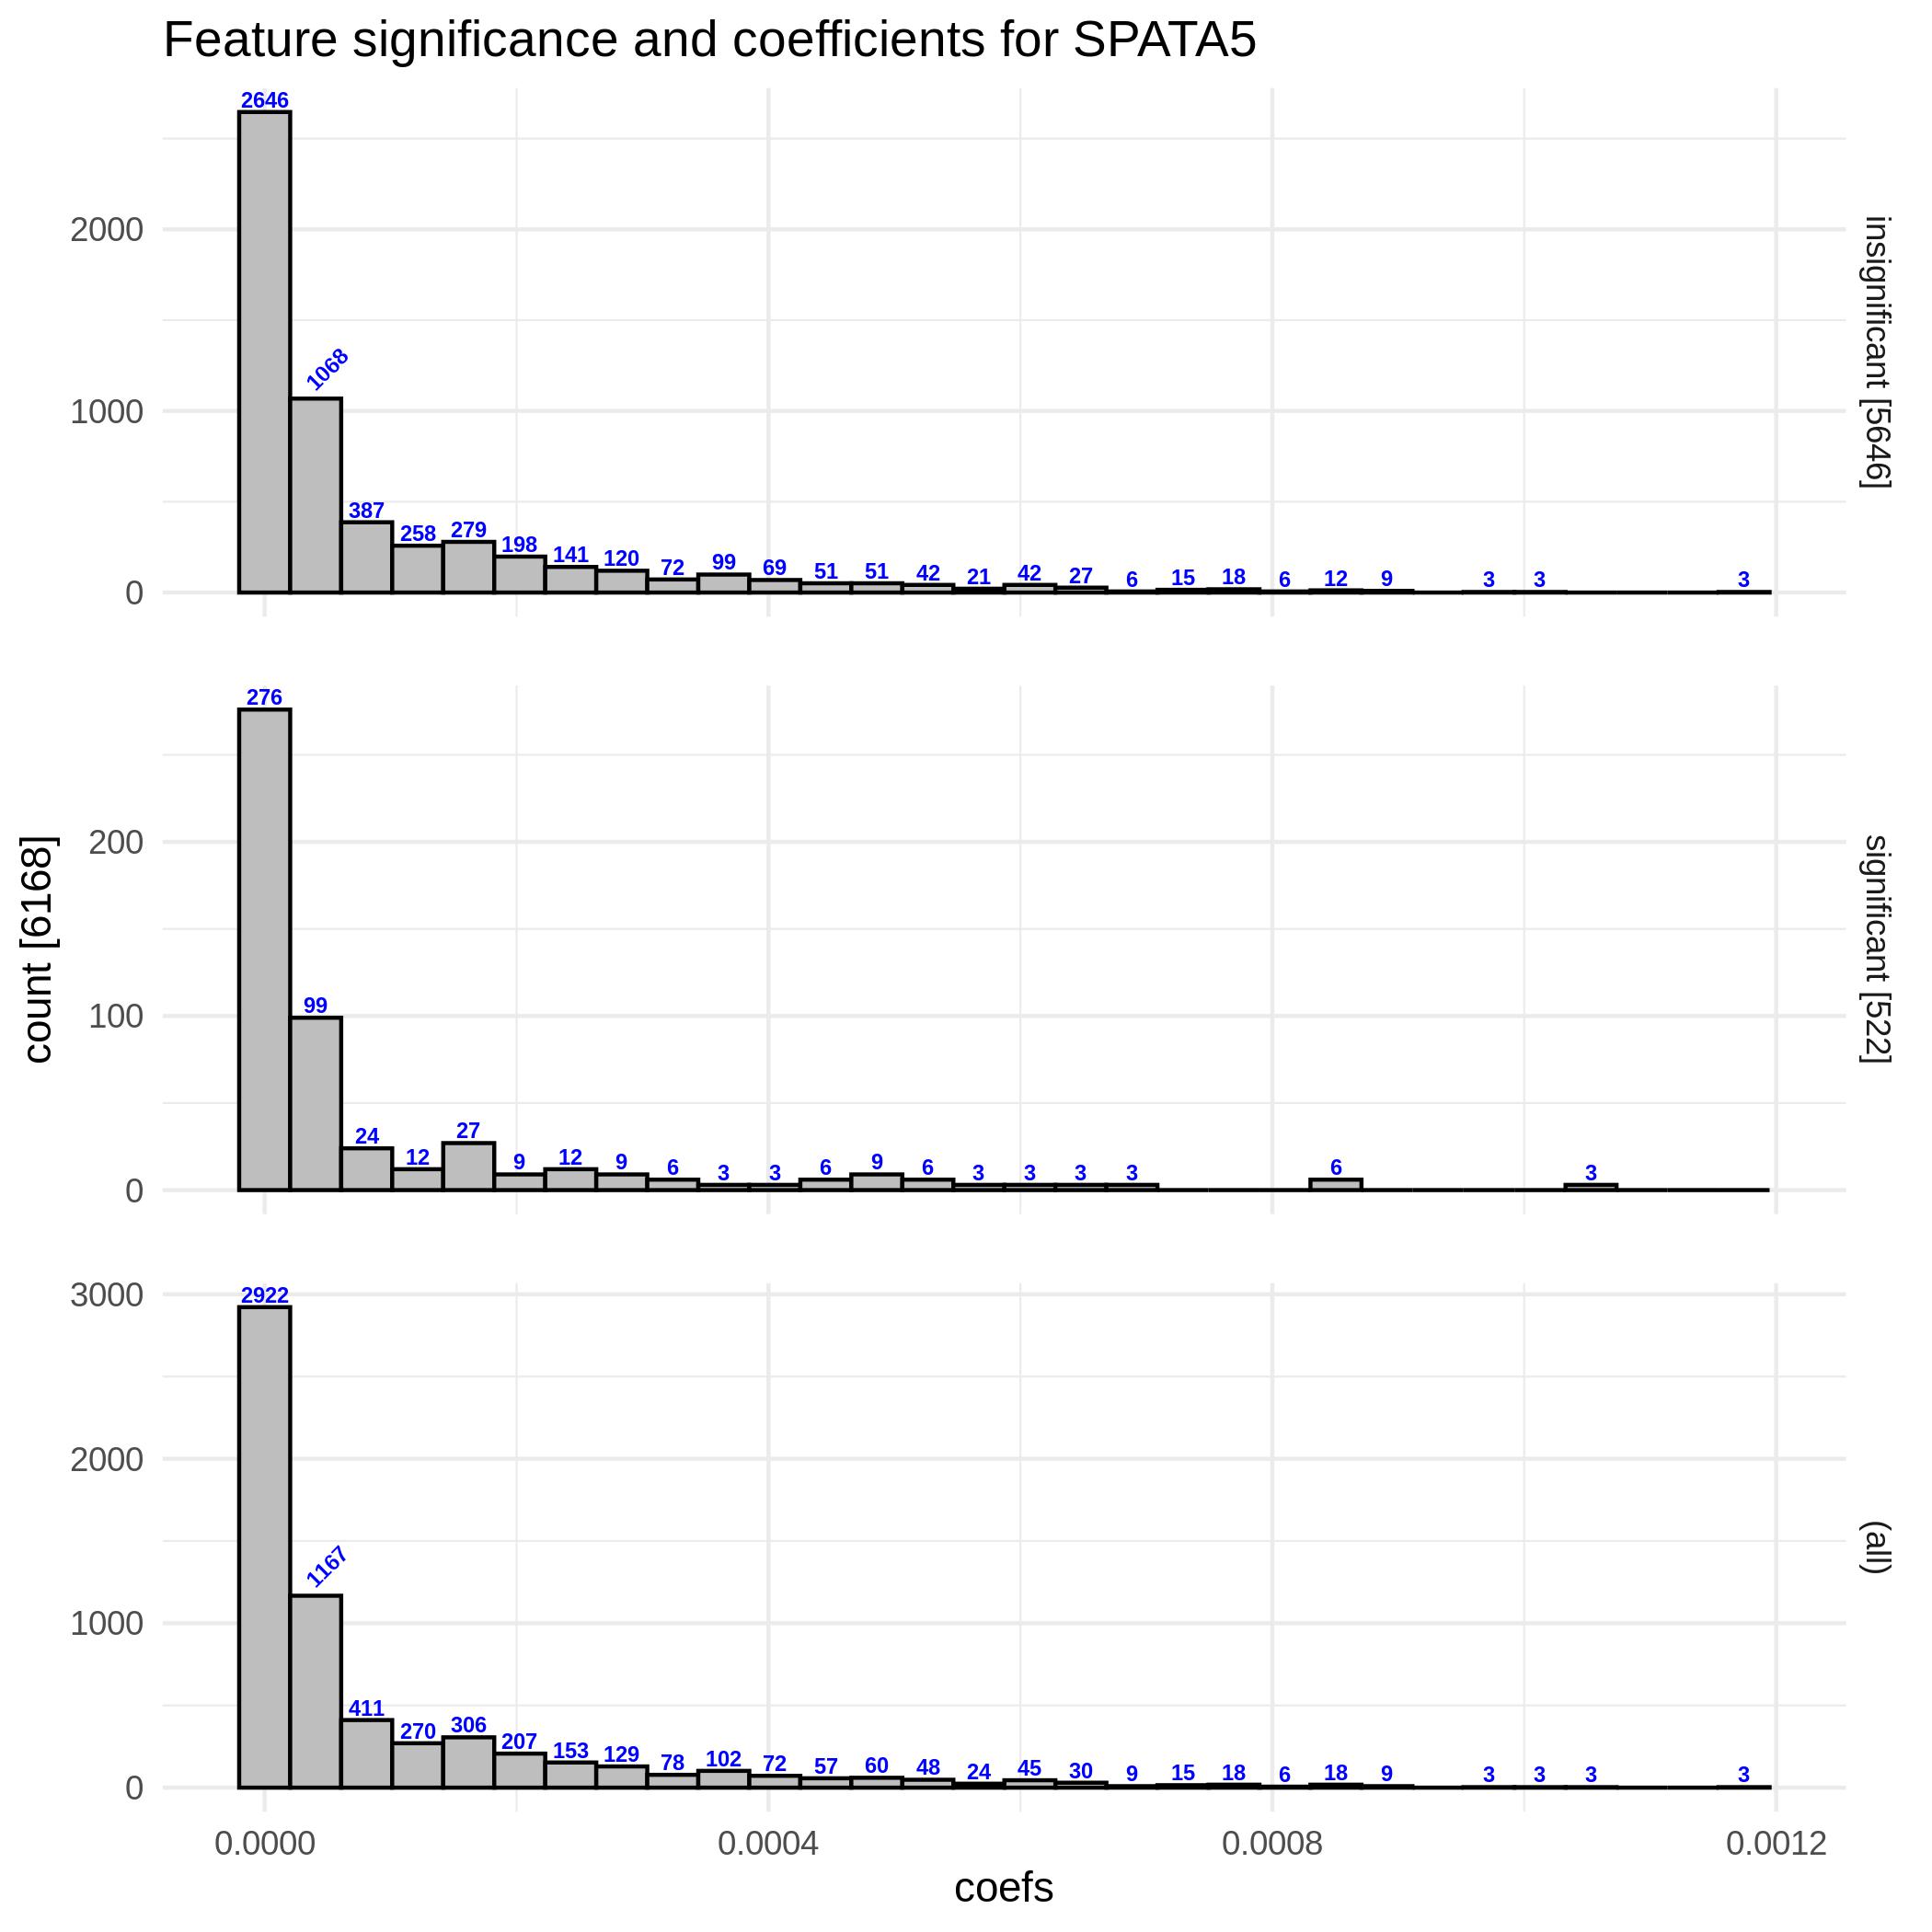 Feature significance and coefficients for SPATA5
2646
1068
387 258 279 198 141 120 72 99 69 51 51 42 21 42 27 6 15 18 6 12 9 3 3 3
2000
1000
0
insignificant [5646]
276
99
24 12 27 9 12 9 6 3 3 6 9 6 3 3 3 3 6 3
200
100
0
significant [522]
count [6168]
2922
1167
411 270 306 207 153 129 78 102 72 57 60 48 24 45 30 9 15 18 6 18 9 3 3 3 3
3000
2000
1000
0
(all)
0.0000 0.0004 0.0008 0.0012
coefs